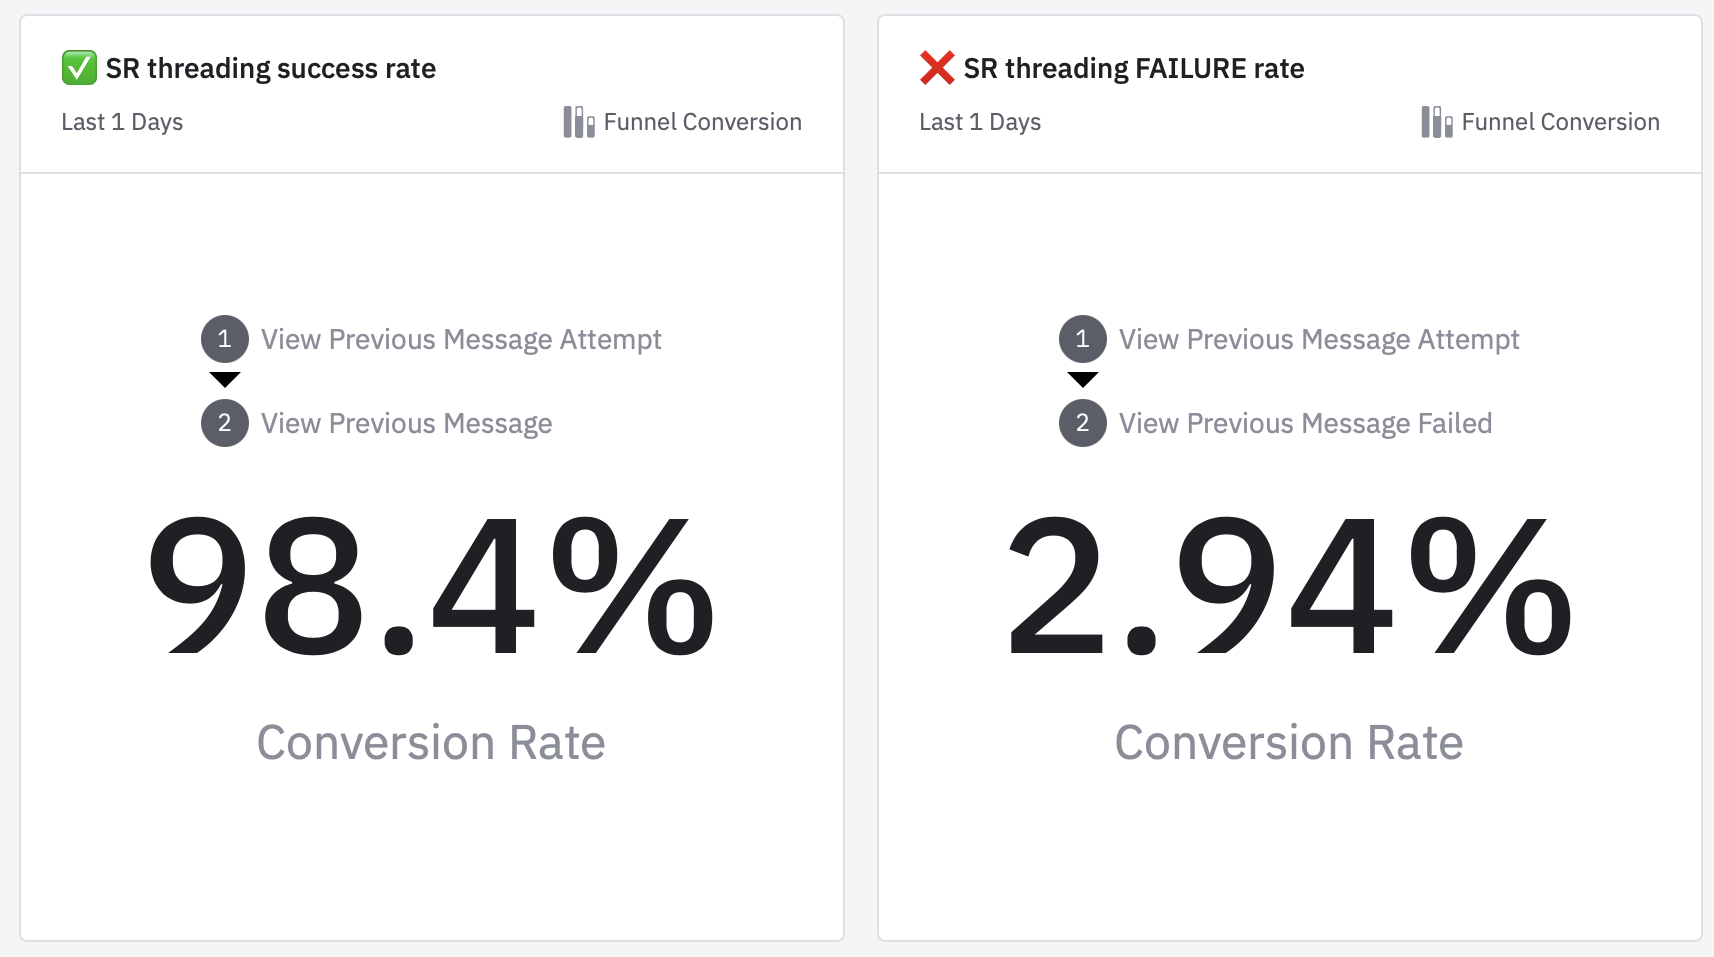 ✅ SR threading success rate
Last 1 Days
Funnel Conversion
1 View Previous Message Attempt
2 View Previous Message
98.4%
Conversion Rate
❌ SR threading FAILURE rate
Last 1 Days
Funnel Conversion
1 View Previous Message Attempt
2 View Previous Message Failed
2.94%
Conversion Rate